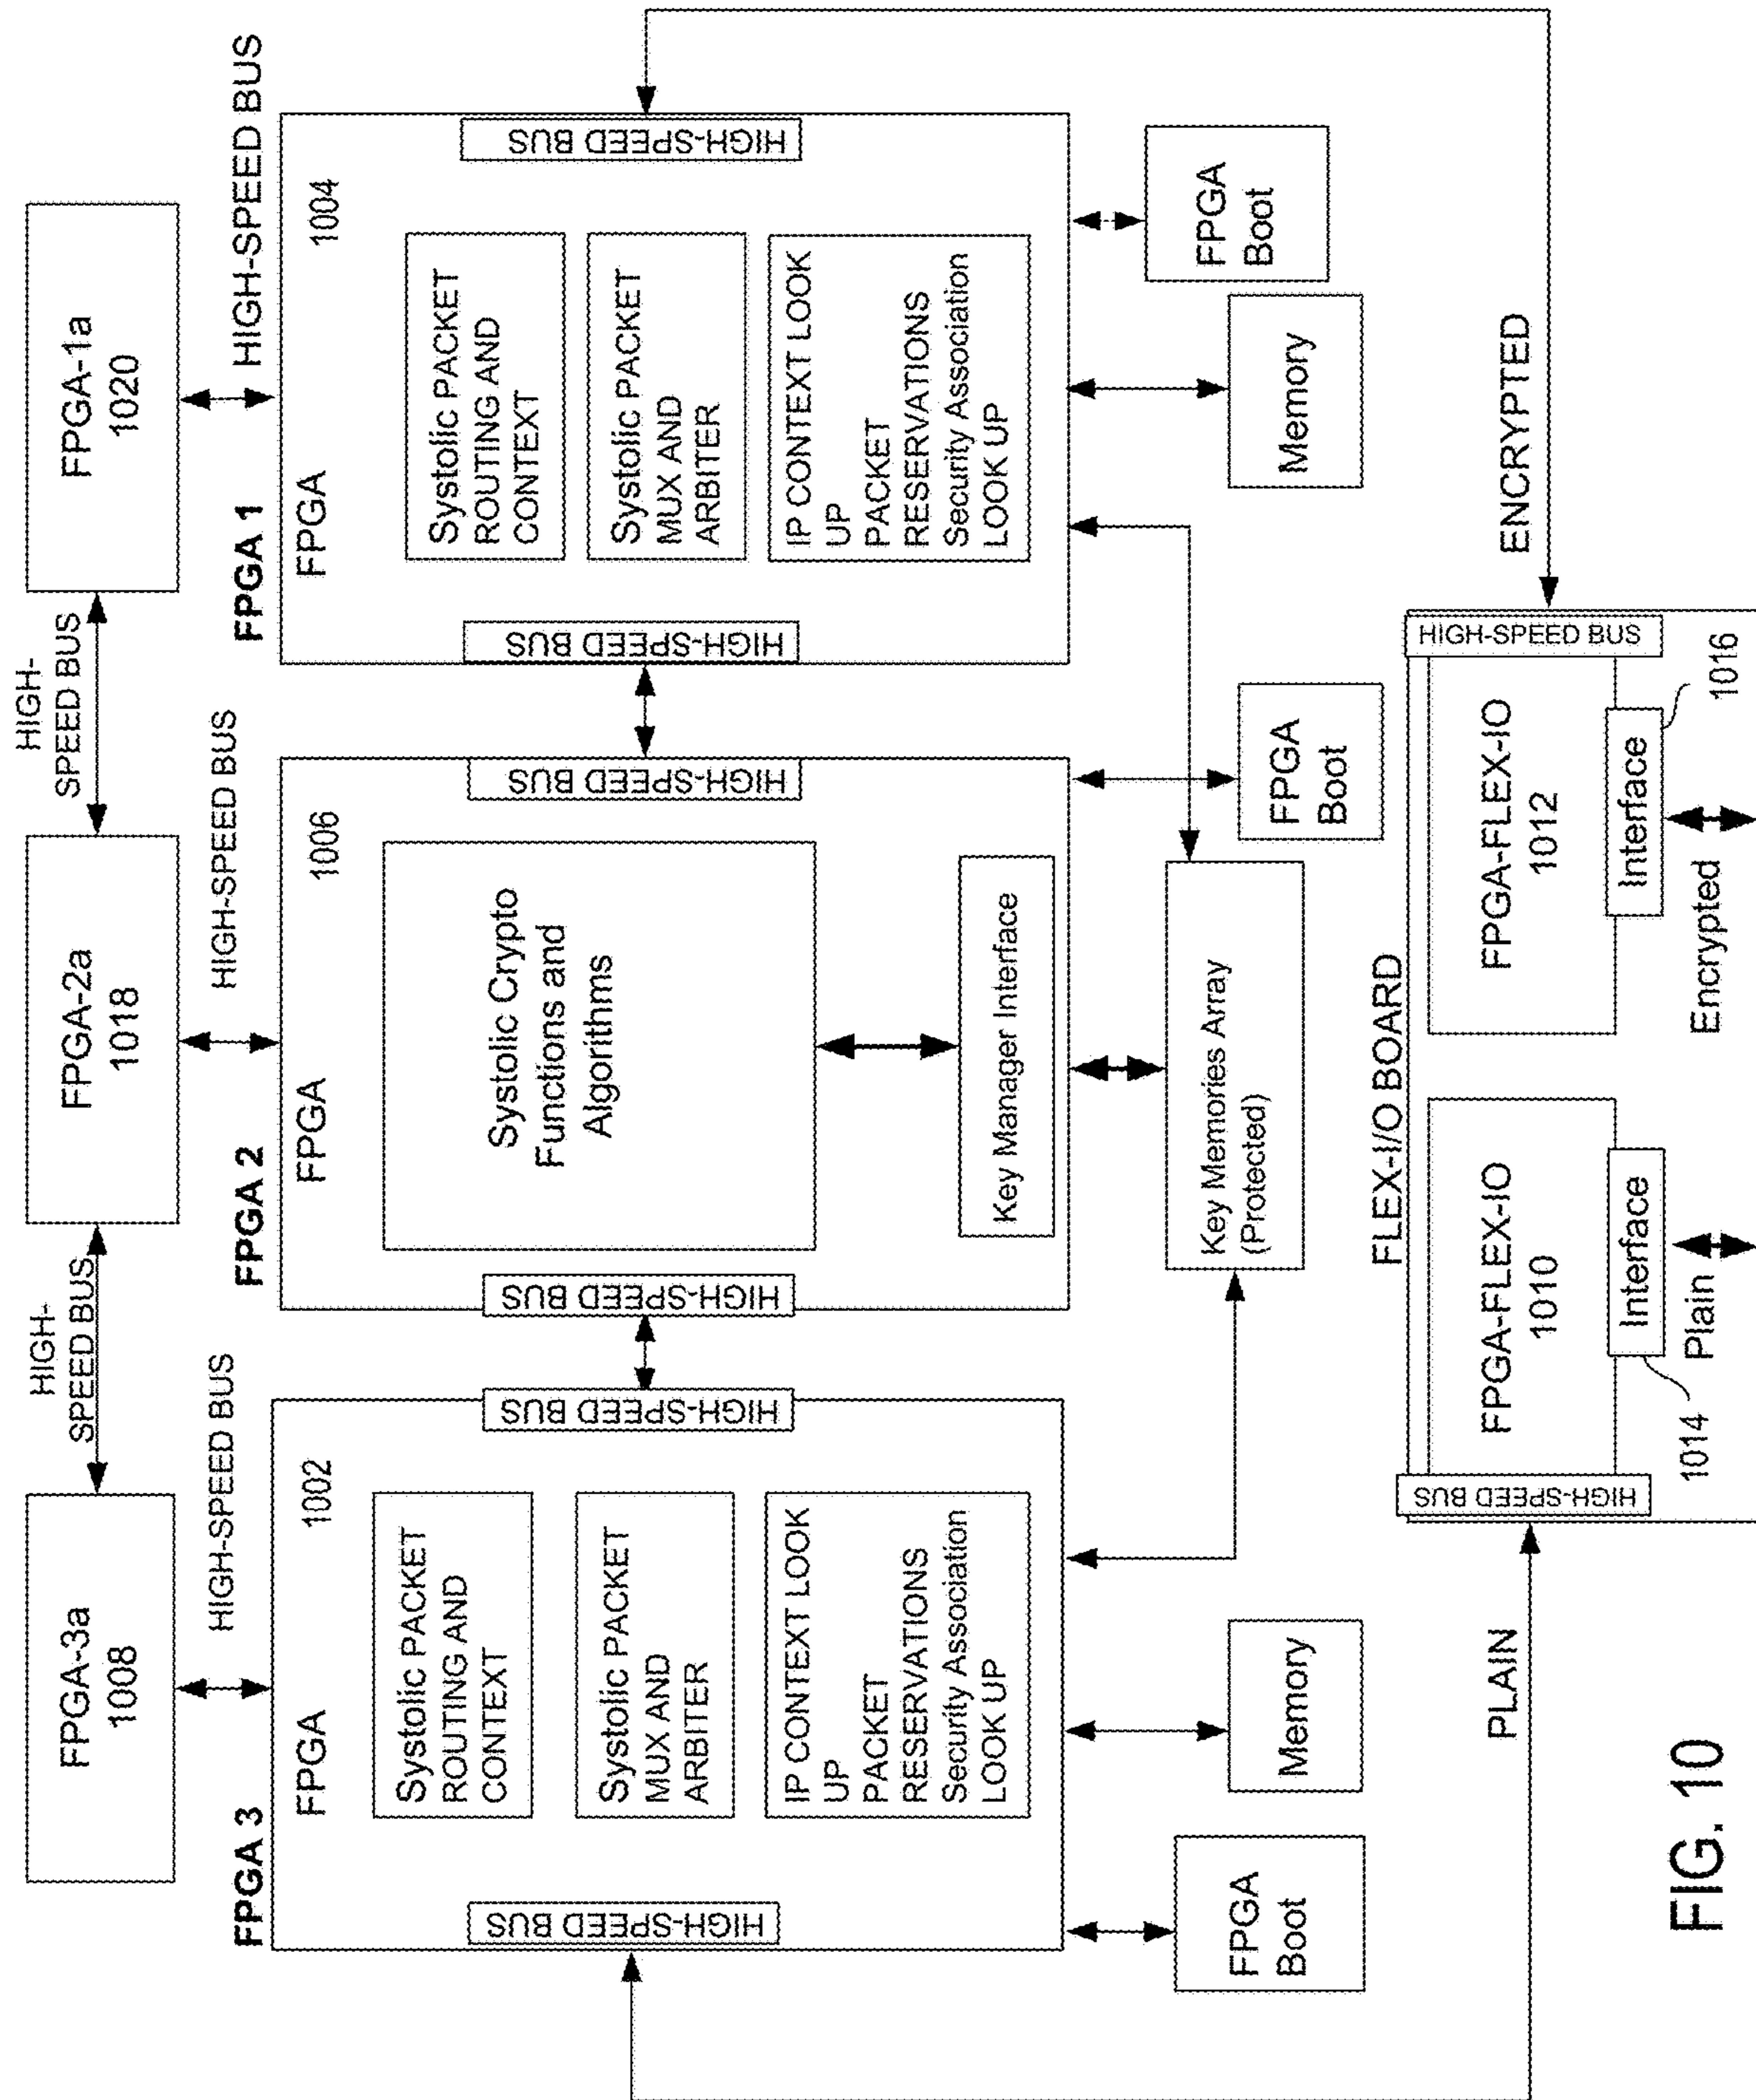 FPGA-3a
1008
HIGH-
SPEED BUS
FPGA-2a
1018
HIGH-
SPEED BUS
FPGA-1a
1020
HIGH-SPEED BUS
HIGH-SPEED BUS
HIGH-SPEED BUS
FPGA 3
FPGA
1002
Systolic PACKET
ROUTING AND
CONTEXT
Systolic PACKET
MUX AND
ARBITER
IP CONTEXT LOOK
UP
PACKET
RESERVATIONS
Security Association
LOOK UP
HIGH-SPEED BUS
HIGH-SPEED BUS
FPGA Boot
Memory
FPGA 2
FPGA
1006
Systolic Crypto
Functions and
Algorithms
Key Manager Interface
HIGH-SPEED BUS
HIGH-SPEED BUS
Key Memories Array
(Protected)
FPGA
Boot
FPGA 1
FPGA
1004
Systolic PACKET
ROUTING AND
CONTEXT
Systolic PACKET
MUX AND
ARBITER
IP CONTEXT LOOK
UP
PACKET
RESERVATIONS
Security Association
LOOK UP
HIGH-SPEED BUS
HIGH-SPEED BUS
Memory
FPGA
Boot
PLAIN
FLEX-I/O BOARD
ENCRYPTED
HIGH-SPEED BUS
FPGA-FLEX-IO
1010
Interface
1014
Plain
FPGA-FLEX-IO
1012
Interface
1016
Encrypted
HIGH-SPEED BUS
FIG. 10